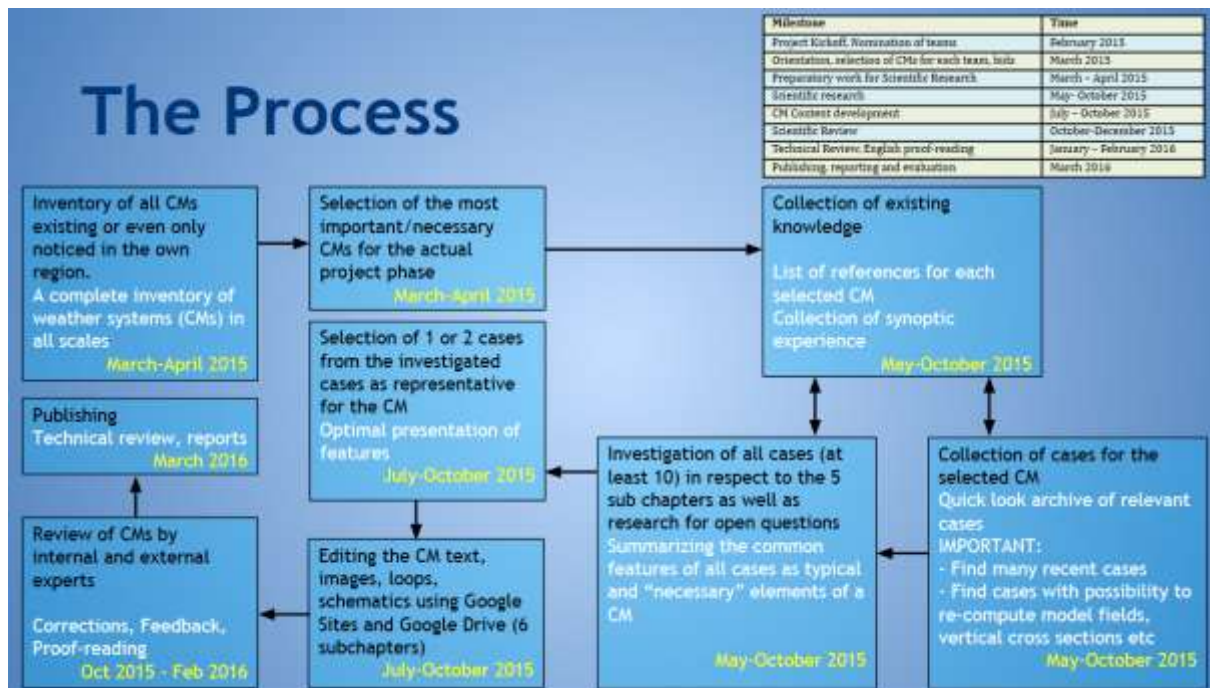 The Process
Milestone Time
Project Kickoff, Nomination of teams February 2015
Orientation, selection of CMs for each team, March 2015
Preparatory work for Scientific Research March – April 2015
Scientific research May- October 2015
CM Content development July – October 2015
Scientific Review October-December 2015
Technical Review, English proof-reading January – February 2016
Publishing, reporting and evaluation March 2016
Inventory of all CMs
existing or even only
noticed in the own
region.
A complete inventory of
weather systems (CMs) in
all scales
March-April 2015
Selection of the most
important/necessary
CMs for the actual
project phase
March-April 2015
Collection of existing
knowledge
List of references for each
selected CM
Collection of synoptic
experience
May-October 2015
Collection of cases for the
selected CM
Quick look archive of relevant
cases
IMPORTANT:
- Find many recent cases
- Find cases with possibility to
re-compute model fields,
vertical cross sections etc
May-October 2015
Investigation of all cases (at
least 10) in respect to the 5
sub chapters as well as
research for open questions
Summarizing the common
features of all cases as typical
and “necessary” elements of a
CM
May-October 2015
Selection of 1 or 2 cases
from the investigated
cases as representative
for the CM
Optimal presentation of
features
July-October 2015
Editing the CM text,
images, loops,
schematics using Google
Sites and Google Drive (6
subchapters)
July-October 2015
Review of CMs by
internal and external
experts
Corrections, Feedback,
Proof-reading
Oct 2015 - Feb 2016
Publishing
Technical review, reports
March 2016